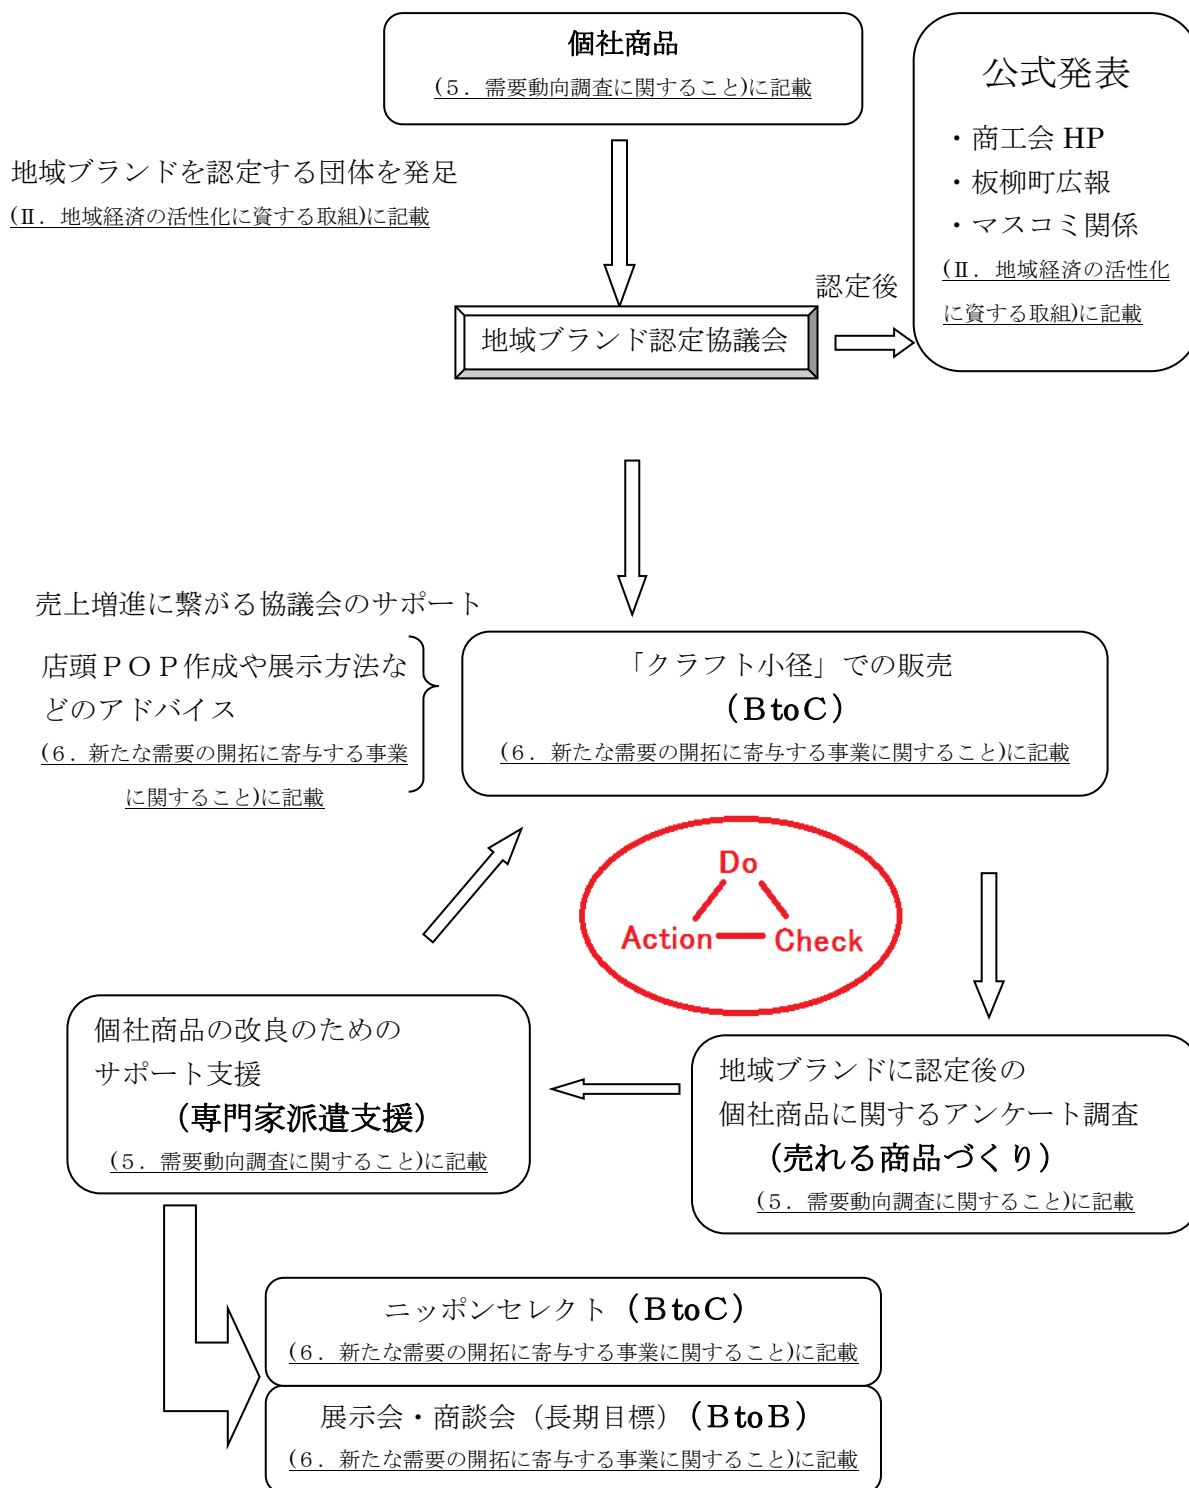 個社商品
(５．需要動向調査に関すること)に記載
公式発表
・商工会 HP
・板柳町広報
・マスコミ関係
(Ⅱ．地域経済の活性化
に資する取組)に記載
地域ブランドを認定する団体を発足
(Ⅱ．地域経済の活性化に資する取組)に記載
認定後
地域ブランド認定協議会
売上増進に繋がる協議会のサポート
店頭ＰＯＰ作成や展示方法な
どのアドバイス
(６．新たな需要の開拓に寄与する事業
に関すること)に記載
「クラフト小径」での販売
（ＢtoＣ）
(６．新たな需要の開拓に寄与する事業に関すること)に記載
Do
Action
Check
個社商品の改良のための
サポート支援
（専門家派遣支援）
(５．需要動向調査に関すること)に記載
地域ブランドに認定後の
個社商品に関するアンケート調査
（売れる商品づくり）
(５．需要動向調査に関すること)に記載
ニッポンセレクト（ＢtoＣ）
(６．新たな需要の開拓に寄与する事業に関すること)に記載
展示会・商談会（長期目標）（ＢtoＢ）
(６．新たな需要の開拓に寄与する事業に関すること)に記載